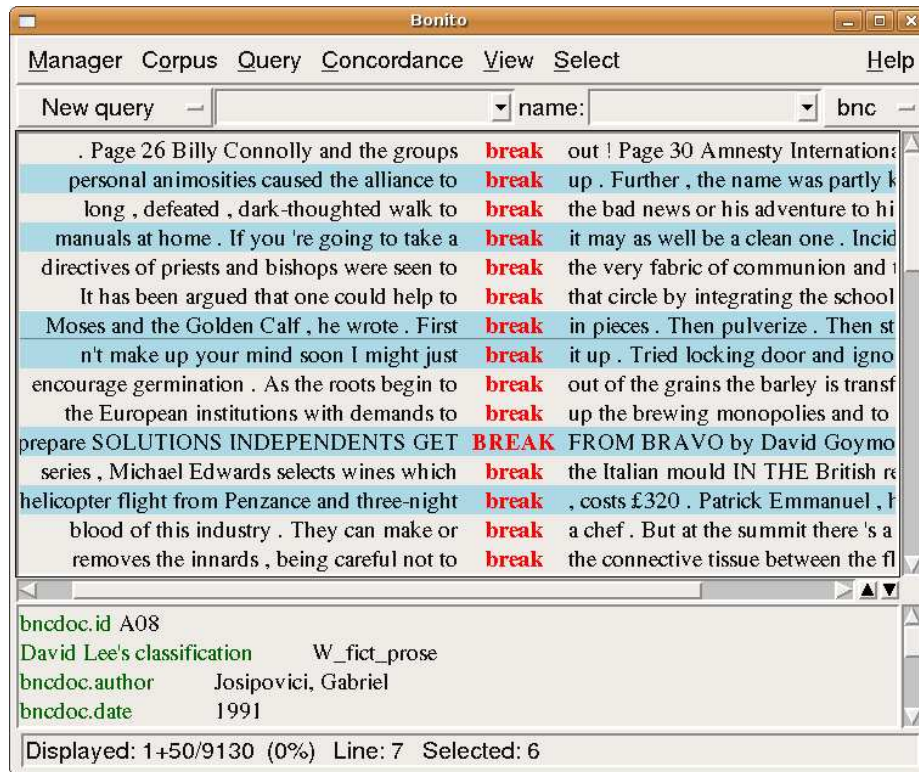 Bonito
Manager Corpus Query Concordance View Select Help
New query name: bnc
. Page 26 Billy Connolly and the groups break out ! Page 30 Amnesty Internationa
personal animosities caused the alliance to break up . Further , the name was partly k
long , defeated , dark-thoughted walk to break the bad news or his adventure to hi
manuals at home . If you 're going to take a break it may as well be a clean one . Incid
directives of priests and bishops were seen to break the very fabric of communion and t
It has been argued that one could help to break that circle by integrating the school
Moses and the Golden Calf , he wrote . First break in pieces . Then pulverize . Then st
n't make up your mind soon I might just break it up . Tried locking door and igno
encourage germination . As the roots begin to break out of the grains the barley is transf
the European institutions with demands to break up the brewing monopolies and to
prepare SOLUTIONS INDEPENDENTS GET BREAK FROM BRAVO by David Goymo
series , Michael Edwards selects wines which break the Italian mould IN THE British re
helicopter flight from Penzance and three-night break , costs £320 . Patrick Emmanuel , h
blood of this industry . They can make or break a chef . But at the summit there 's a
removes the innards , being careful not to break the connective tissue between the fl
bncdoc.id A08
David Lee's classification W_fict_prose
bncdoc.author Josipovici, Gabriel
bncdoc.date 1991
Displayed: 1+50/9130 (0%) Line: 7 Selected: 6